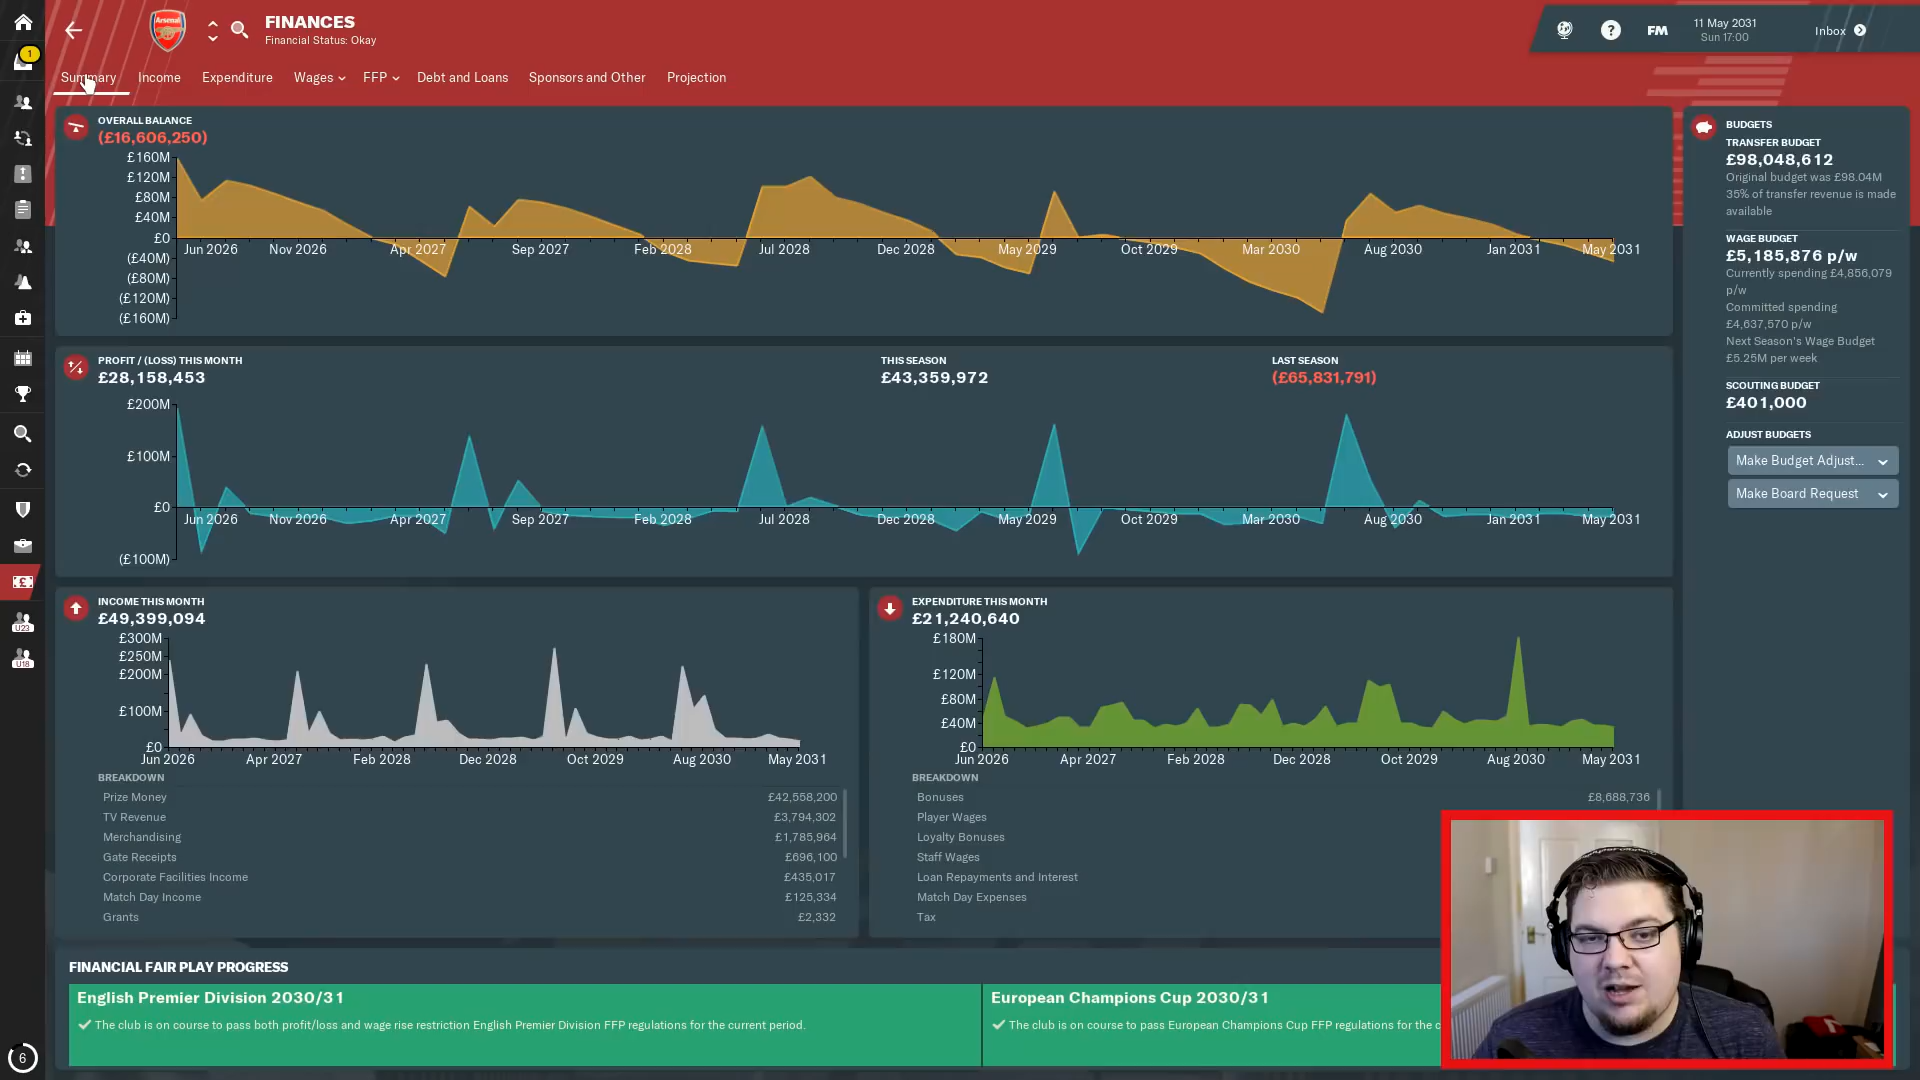 Arsenal
FINANCES
Financial Status: Okay
FM
11 May 2031
Sun 17:00
Inbox
1
Summary
Income
Expenditure
Wages
FFP
Debt and Loans
Sponsors and Other
Projection
OVERALL BALANCE
(£16,606,250)
£160M
£120M
£80M
£40M
£0
(£40M)
(£80M)
(£120M)
(£160M)
Jun 2026
Nov 2026
Apr 2027
Sep 2027
Feb 2028
Jul 2028
Dec 2028
May 2029
Oct 2029
Mar 2030
Aug 2030
Jan 2031
May 2031
BUDGETS
TRANSFER BUDGET
£98,048,612
Original budget was £98.04M
35% of transfer revenue is made
available
WAGE BUDGET
£5,185,876 p/w
Currently spending £4,856,079
p/w
Committed spending
£4,637,570 p/w
Next Season's Wage Budget
£5.25M per week
SCOUTING BUDGET
£401,000
ADJUST BUDGETS
Make Budget Adjust...
Make Board Request
PROFIT / (LOSS) THIS MONTH
£28,158,453
THIS SEASON
£43,359,972
LAST SEASON
(£65,831,791)
£200M
£100M
£0
(£100M)
Jun 2026
Nov 2026
Apr 2027
Sep 2027
Feb 2028
Jul 2028
Dec 2028
May 2029
Oct 2029
Mar 2030
Aug 2030
Jan 2031
May 2031
INCOME THIS MONTH
£49,399,094
£300M
£250M
£200M
£100M
£0
Jun 2026
Apr 2027
Feb 2028
Dec 2028
Oct 2029
Aug 2030
May 2031
BREAKDOWN
Prize Money £42,558,200
TV Revenue £3,794,302
Merchandising £1,785,964
Gate Receipts £696,100
Corporate Facilities Income £435,017
Match Day Income £125,334
Grants £2,332
EXPENDITURE THIS MONTH
£21,240,640
£180M
£120M
£80M
£40M
£0
Jun 2026
Apr 2027
Feb 2028
Dec 2028
Oct 2029
Aug 2030
May 2031
BREAKDOWN
Bonuses £8,688,736
Player Wages
Loyalty Bonuses
Staff Wages
Loan Repayments and Interest
Match Day Expenses
Tax
U23
U18
6
FINANCIAL FAIR PLAY PROGRESS
English Premier Division 2030/31
The club is on course to pass both profit/loss and wage rise restriction English Premier Division FFP regulations for the current period.
European Champions Cup 2030/31
The club is on course to pass European Champions Cup FFP regulations for the c